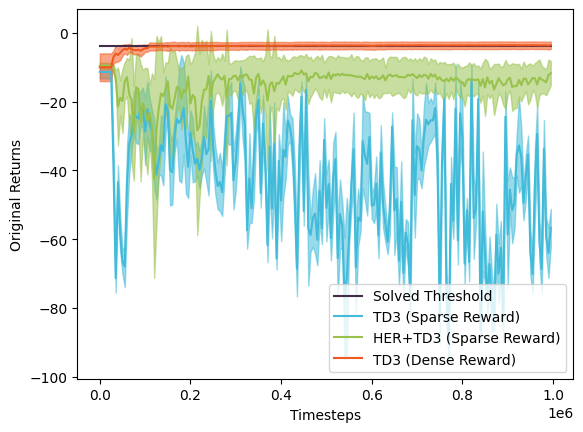 0
−20
−40
−60
−80
−100
Original Returns
0.0
0.2
0.4
0.6
0.8
1.0
1e6
Timesteps
Solved Threshold
TD3 (Sparse Reward)
HER+TD3 (Sparse Reward)
TD3 (Dense Reward)